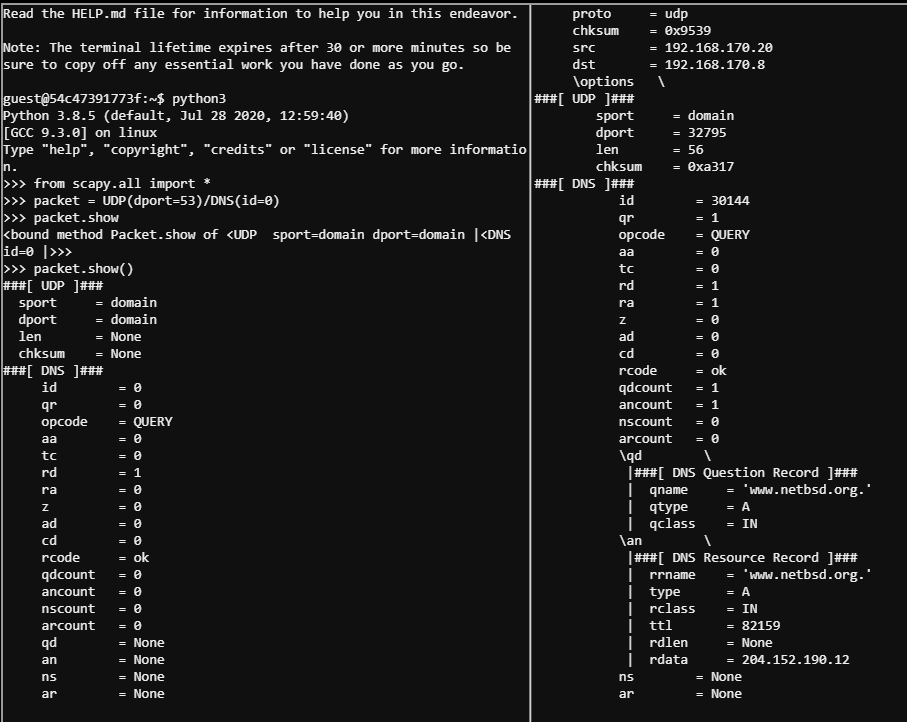 Read the HELP.md file for information to help you in this endeavor.
Note: The terminal lifetime expires after 30 or more minutes so be
sure to copy off any essential work you have done as you go.
guest@54c47391773f:~$ python3
Python 3.8.5 (default, Jul 28 2020, 12:59:40)
[GCC 9.3.0] on linux
Type "help", "copyright", "credits" or "license" for more informatio
n.
>>> from scapy.all import *
>>> packet = UDP(dport=53)/DNS(id=0)
>>> packet.show
<bound method Packet.show of <UDP  sport=domain dport=domain |<DNS
id=0 |>>>
>>> packet.show()
###[ UDP ]###
  sport     = domain
  dport     = domain
  len       = None
  chksum    = None
###[ DNS ]###
     id        = 0
     qr        = 0
     opcode    = QUERY
     aa        = 0
     tc        = 0
     rd        = 1
     ra        = 0
     z         = 0
     ad        = 0
     cd        = 0
     rcode     = ok
     qdcount   = 0
     ancount   = 0
     nscount   = 0
     arcount   = 0
     qd        = None
     an        = None
     ns        = None
     ar        = None
     proto     = udp
     chksum    = 0x9539
     src       = 192.168.170.20
     dst       = 192.168.170.8
     \options   \
###[ UDP ]###
        sport     = domain
        dport     = 32795
        len       = 56
        chksum    = 0xa317
###[ DNS ]###
           id        = 30144
           qr        = 1
           opcode    = QUERY
           aa        = 0
           tc        = 0
           rd        = 1
           ra        = 1
           z         = 0
           ad        = 0
           cd        = 0
           rcode     = ok
           qdcount   = 1
           ancount   = 1
           nscount   = 0
           arcount   = 0
           \qd        \
            |###[ DNS Question Record ]###
            |  qname     = 'www.netbsd.org.'
            |  qtype     = A
            |  qclass    = IN
           \an        \
            |###[ DNS Resource Record ]###
            |  rrname    = 'www.netbsd.org.'
            |  type      = A
            |  rclass    = IN
            |  ttl       = 82159
            |  rdlen     = None
            |  rdata     = 204.152.190.12
           ns        = None
           ar        = None